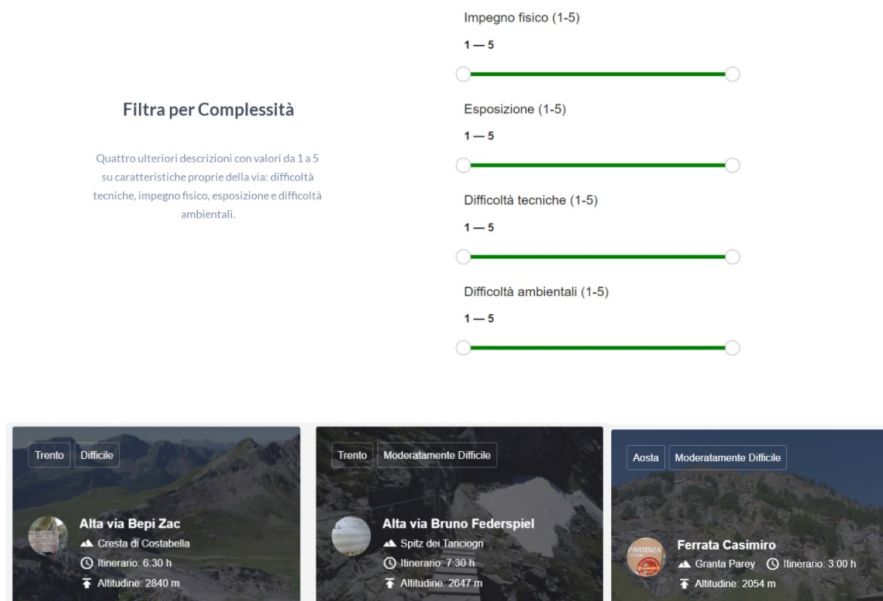 Filtra per Complessità
Quattro ulteriori descrizioni con valori da 1 a 5
su caratteristiche proprie della via: difficoltà
tecniche, impegno fisico, esposizione e difficoltà
ambientali.
Impegno fisico (1-5)
1 — 5
Esposizione (1-5)
1 — 5
Difficoltà tecniche (1-5)
1 — 5
Difficoltà ambientali (1-5)
1 — 5
Trento Difficile
Alta via Bepi Zac
Cresta di Costabella
Itinerario: 6:30 h
Altitudine: 2840 m
Trento Moderatamente Difficile
Alta via Bruno Federspiel
Spitz dei Tariciogn
Itinerario: 7:30 h
Altitudine: 2647 m
Aosta Moderatamente Difficile
PARTENZA
Ferrata Casimiro
Granta Parey Itinerario: 3:00 h
Altitudine: 2054 m